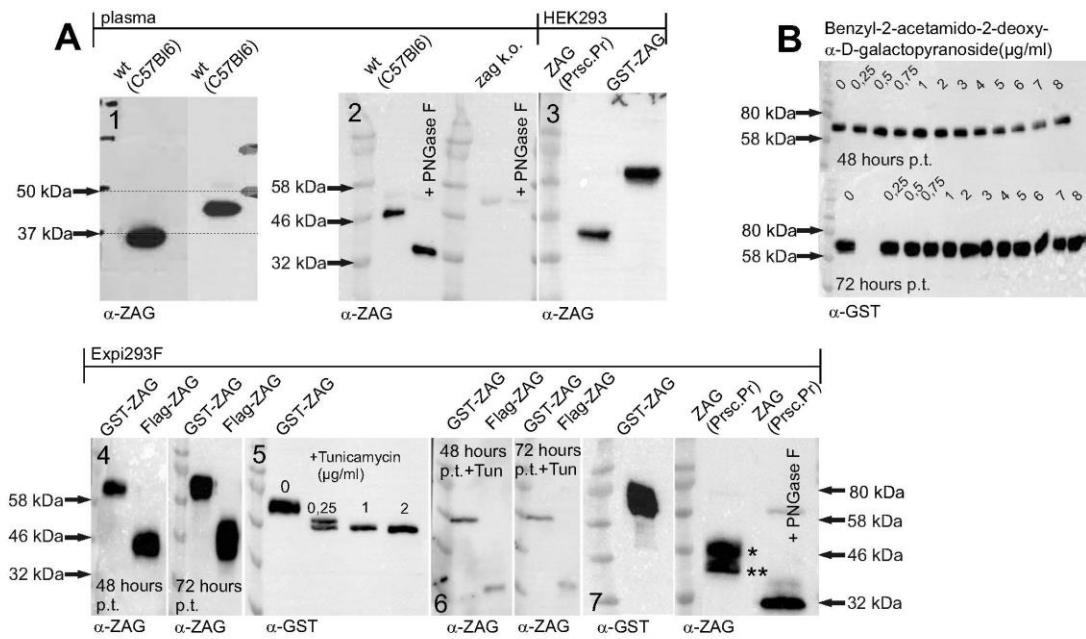 A
plasma
HEK293
wt
(C57Bl6)
wt
(C57Bl6)
wt
(C57Bl6)
zag k.o.
ZAG
(Prsc.Pr)
GST-ZAG
1
50 kDa
37 kDa
α-ZAG
2
+ PNGase F
+ PNGase F
58 kDa
46 kDa
32 kDa
α-ZAG
3
α-ZAG
B
Benzyl-2-acetamido-2-deoxy-
α-D-galactopyranoside(µg/ml)
0 0,25 0,5 0,75 1 2 3 4 5 6 7 8
80 kDa
58 kDa
48 hours p.t.
0 0,25 0,5 0,75 1 2 3 4 5 6 7 8
80 kDa
58 kDa
72 hours p.t.
α-GST
Expi293F
GST-ZAG
Flag-ZAG
GST-ZAG
Flag-ZAG
GST-ZAG
GST-ZAG
Flag-ZAG
GST-ZAG
Flag-ZAG
GST-ZAG
ZAG
(Prsc.Pr)
ZAG
(Prsc.Pr)
4
58 kDa
46 kDa
32 kDa
48 hours
p.t.
α-ZAG
72 hours
p.t.
α-ZAG
5
+Tunicamycin
(µg/ml)
0
0,25 1 2
α-GST
48 hours
p.t.+Tun
6
α-ZAG
72 hours
p.t.+Tun
α-ZAG
7
α-GST
*
**
+ PNGase F
α-ZAG
80 kDa
58 kDa
46 kDa
32 kDa